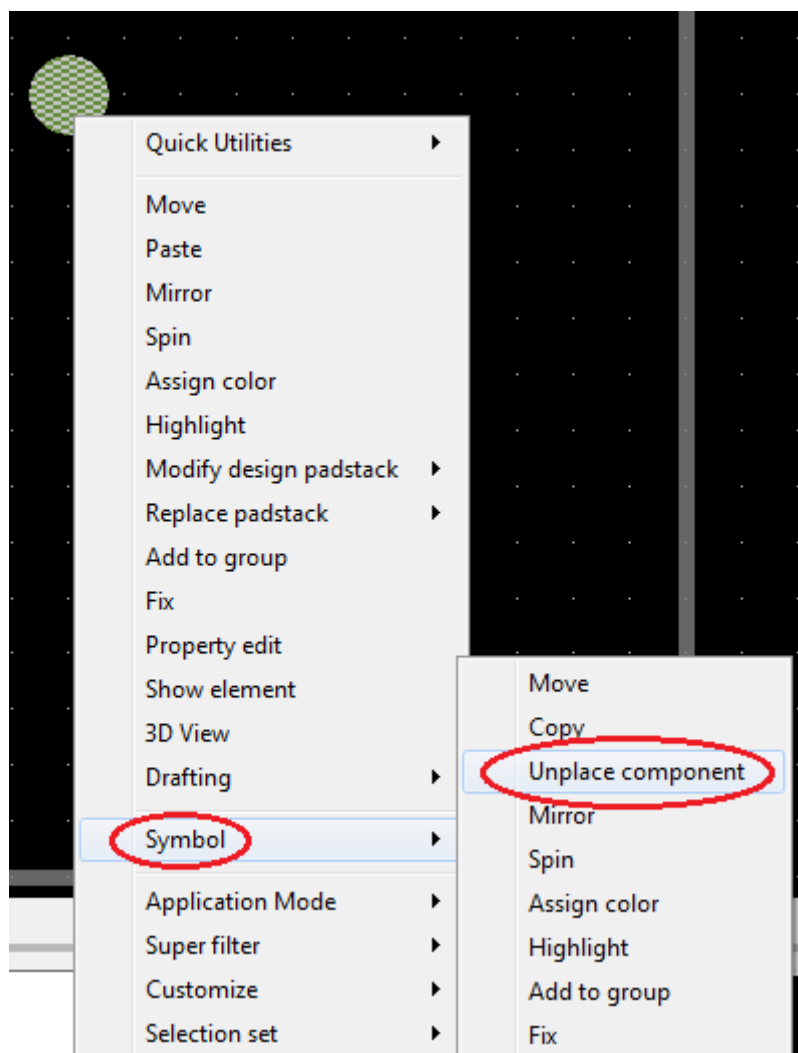 Quick Utilities
Move
Paste
Mirror
Spin
Assign color
Highlight
Modify design padstack
Replace padstack
Add to group
Fix
Property edit
Show element
3D View
Drafting
Symbol
Application Mode
Super filter
Customize
Selection set
Move
Copy
Unplace component
Mirror
Spin
Assign color
Highlight
Add to group
Fix